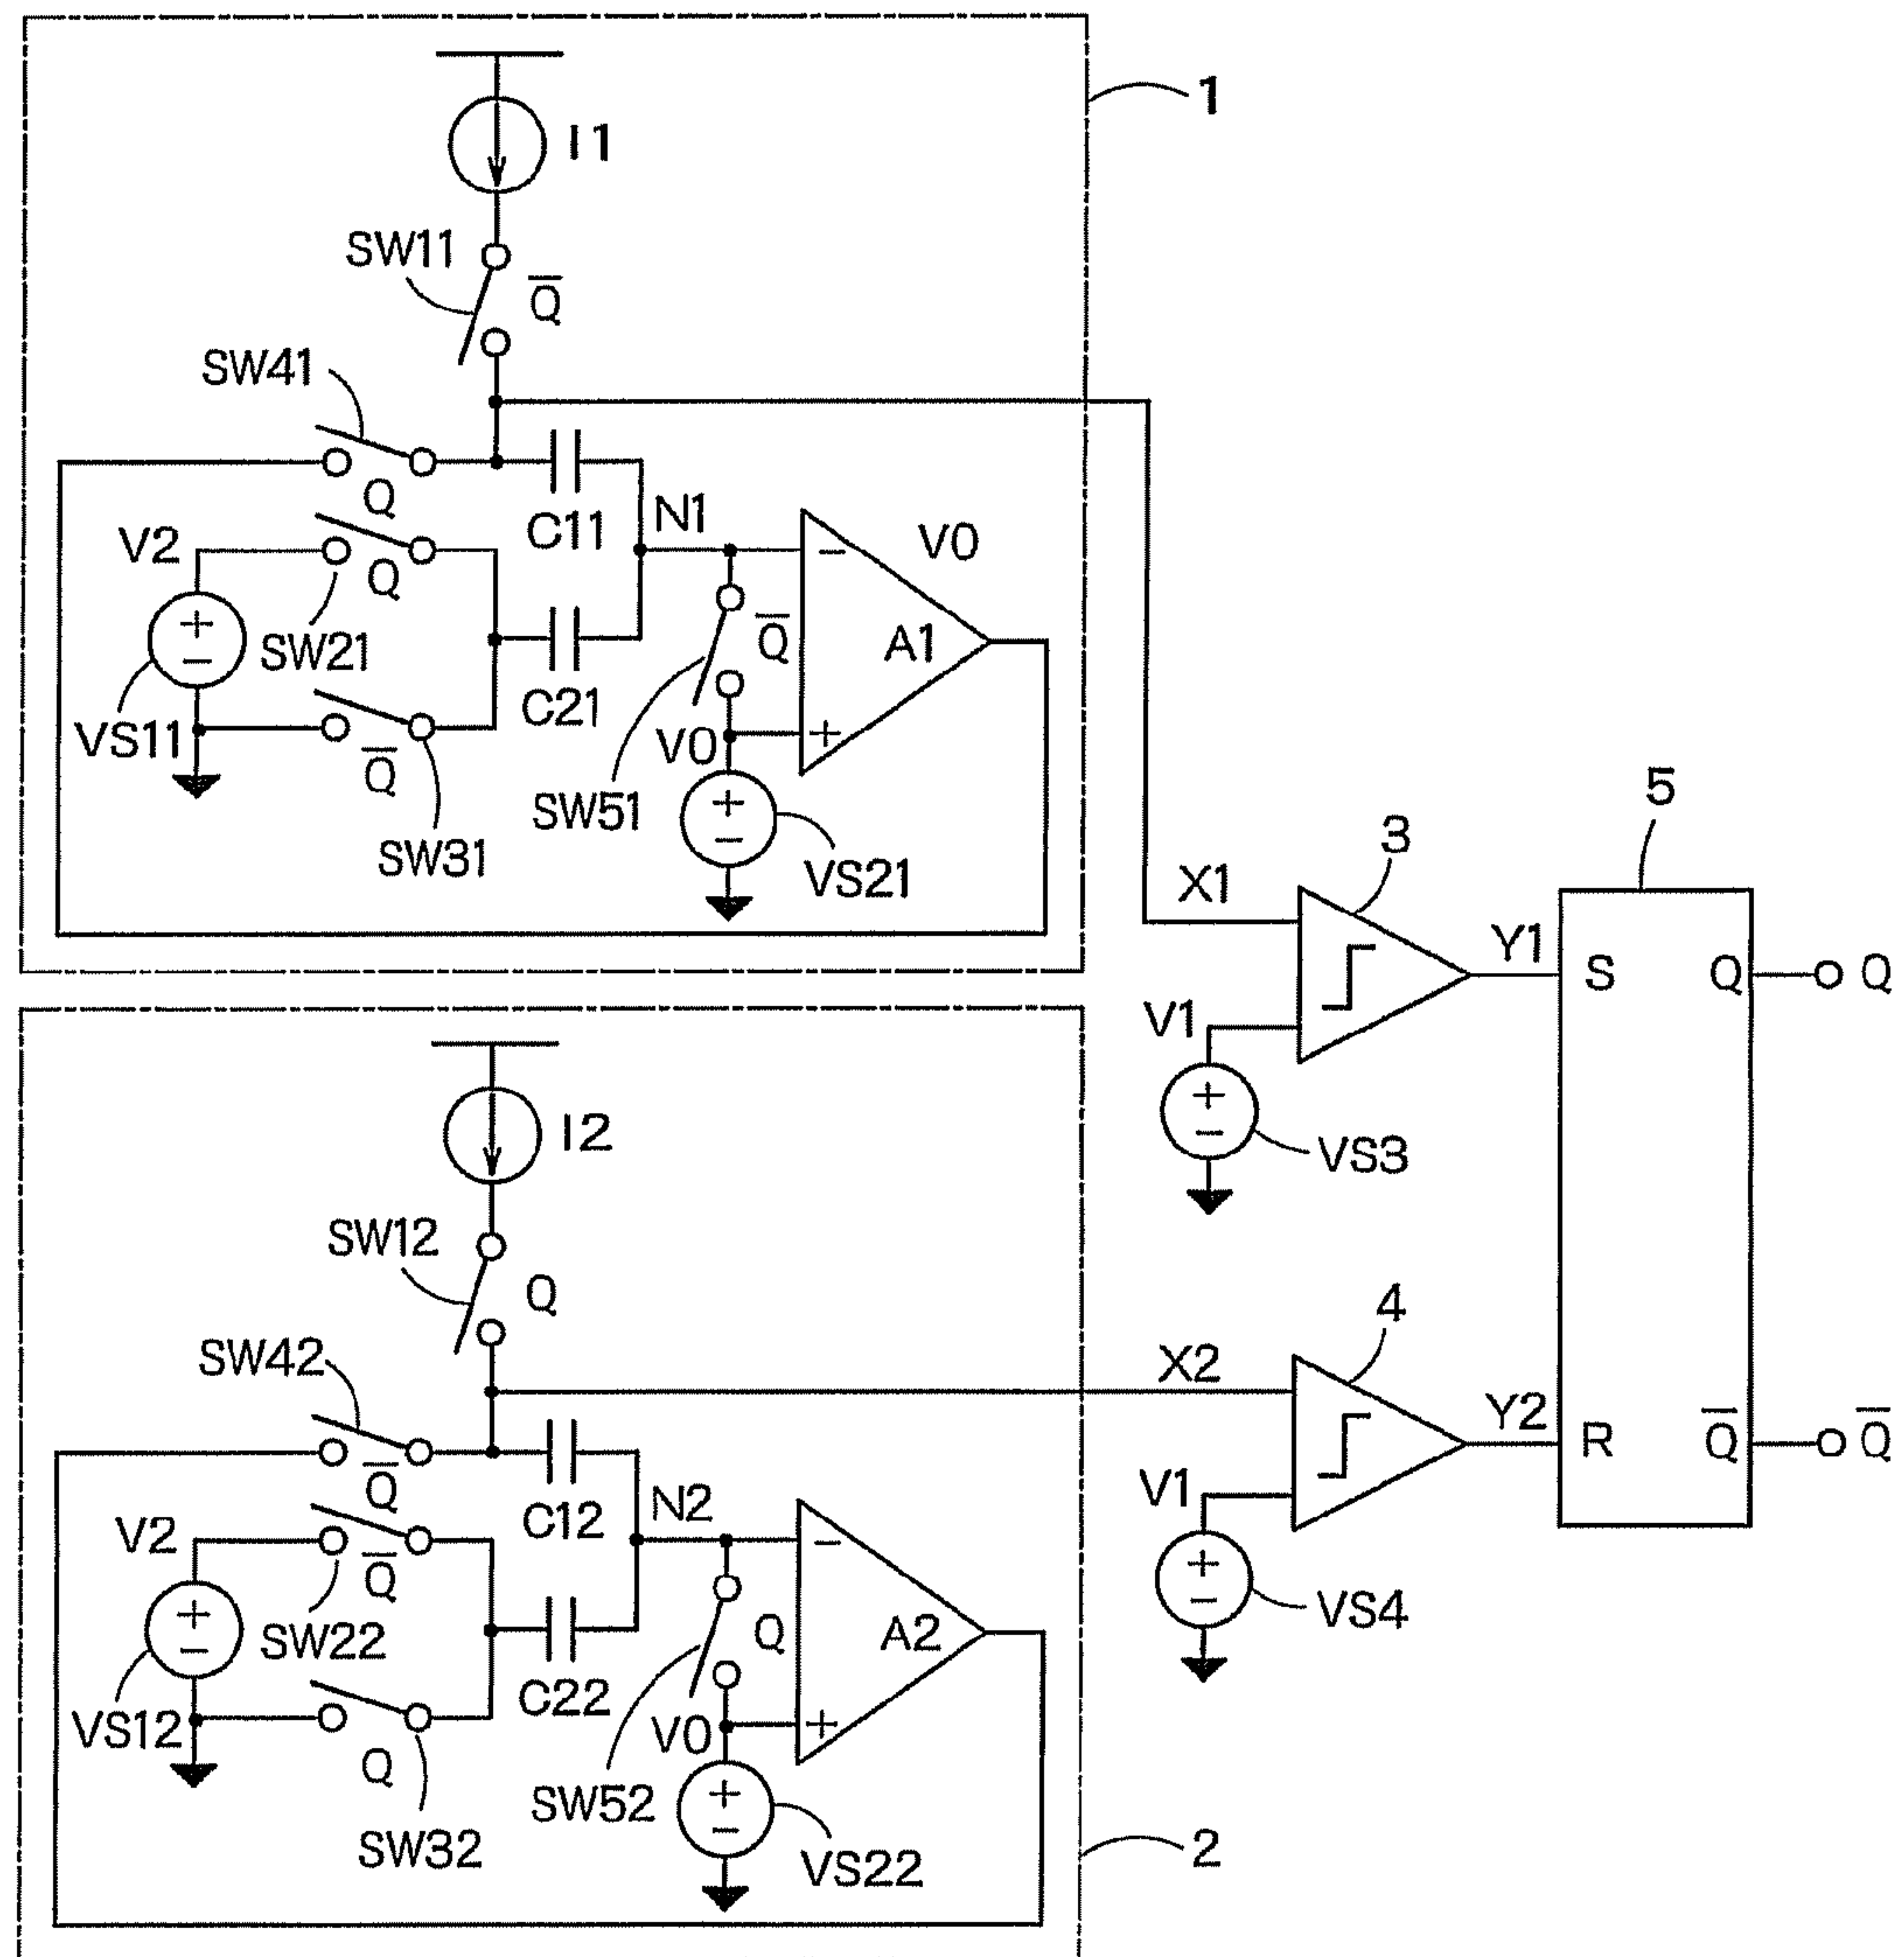 1
I1
SW11
Q̅
SW41
Q
C11
N1
V0
V2
−
Q
Q̅
A1
+
−
SW21
C21
VS11
V0
+
Q̅
SW51
+
−
SW31
VS21
5
3
X1
Y1
S
Q
Q
V1
+
−
VS3
I2
SW12
Q
4
SW42
X2
Y2
R
Q̅
Q̅
Q̅
C12
N2
V1
V2
−
Q̅
+
−
VS4
+
−
SW22
Q
A2
C22
VS12
V0
+
Q
SW52
+
−
SW32
VS22
2